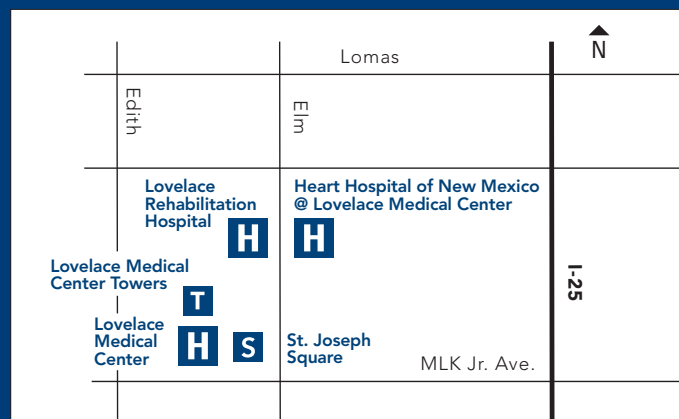 N
Lomas
Edith
Elm
Lovelace
Rehabilitation
Hospital
H
Heart Hospital of New Mexico
@ Lovelace Medical Center
H
Lovelace Medical
Center Towers
T
I-25
Lovelace
Medical
Center
H
S
St. Joseph
Square
MLK Jr. Ave.